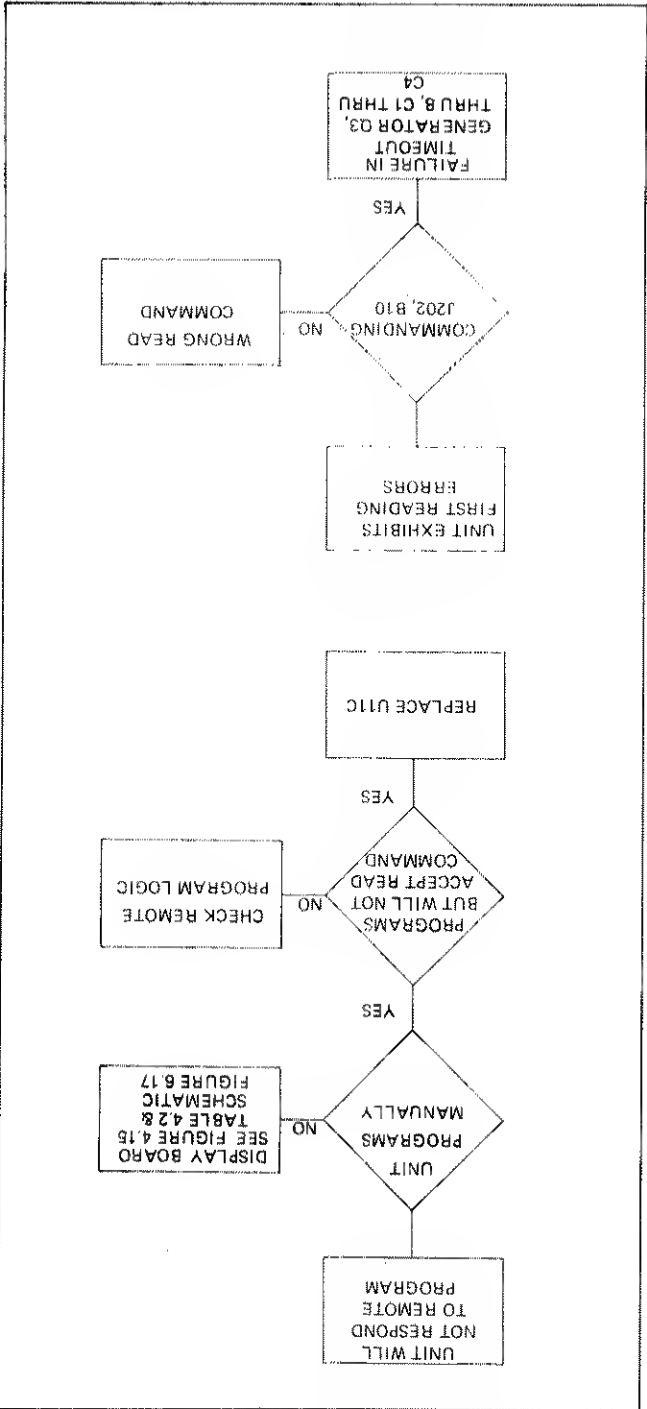 UNIT WILL
NOT RESPOND
TO REMOTE
PROGRAM
UNIT
PROGRAMS
MANUALLY
NO
DISPLAY BOARD
SEE FIGURE 4.15
TABLE 4.2 &
SCHEMATIC
FIGURE 6.17
YES
PROGRAMS
BUT WILL NOT
ACCEPT READ
COMMAND
NO
CHECK REMOTE
PROGRAM LOGIC
YES
REPLACE U11C
UNIT EXHIBITS
FIRST READING
ERRORS
COMMANDING
J202, B10
NO
WRONG READ
COMMAND
YES
FAILURE IN
TIMEOUT
GENERATOR Q3,
THRU 8, C1 THRU
C4